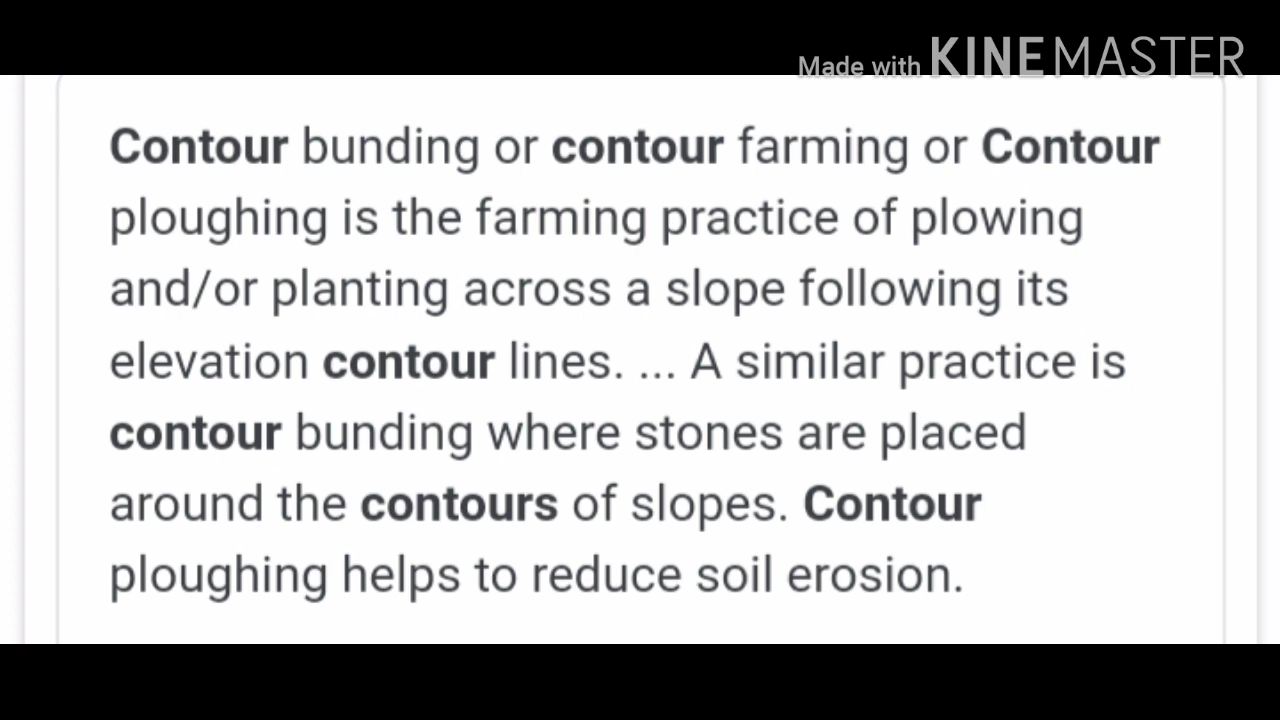 Made with KINEMASTER
Contour bunding or contour farming or Contour
ploughing is the farming practice of plowing
and/or planting across a slope following its
elevation contour lines. ... A similar practice is
contour bunding where stones are placed
around the contours of slopes. Contour
ploughing helps to reduce soil erosion.